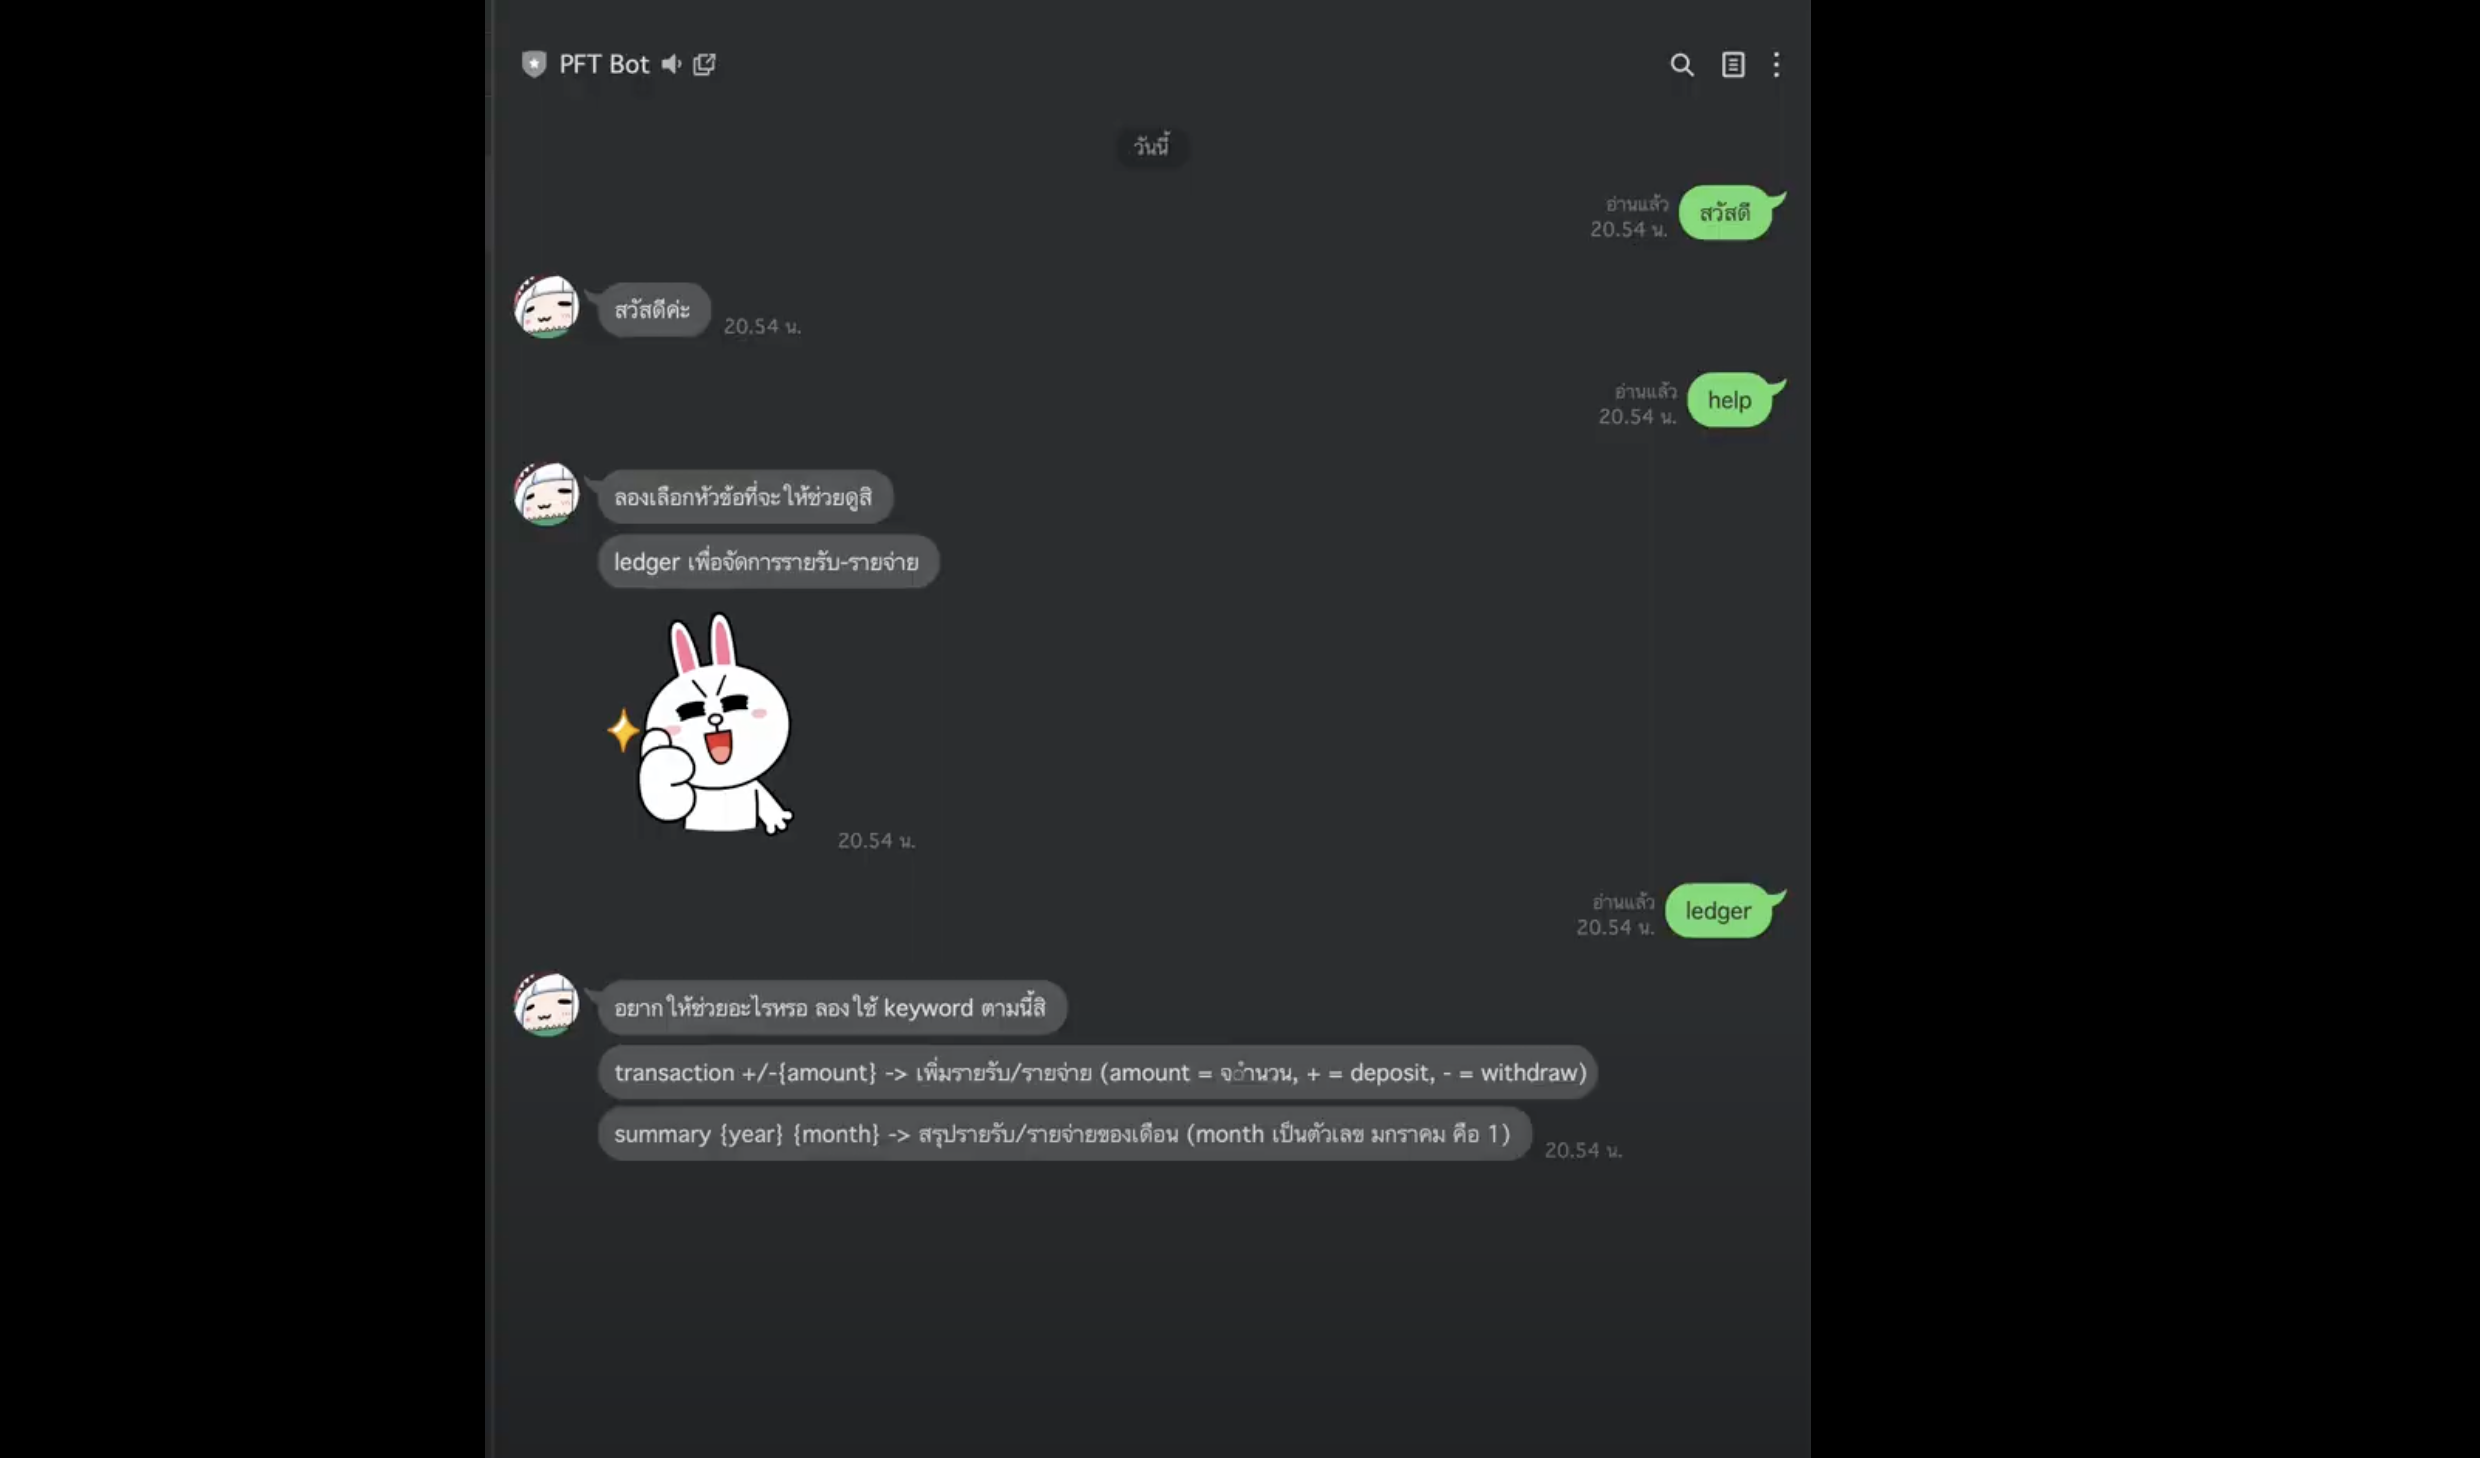 PFT Bot
วันนี้
อ่านแล้ว
20.54 น.
สวัสดี
สวัสดีค่ะ
20.54 น.
อ่านแล้ว
20.54 น.
help
ลองเลือกหัวข้อที่จะให้ช่วยดูสิ
ledger เพื่อจัดการรายรับ-รายจ่าย
20.54 น.
อ่านแล้ว
20.54 น.
ledger
อยากให้ช่วยอะไรหรอ ลองใช้ keyword ตามนี้สิ
transaction +/-{amount} -> เพิ่มรายรับ/รายจ่าย (amount = จํานวน, + = deposit, - = withdraw)
summary {year} {month} -> สรุปรายรับ/รายจ่ายของเดือน (month เป็นตัวเลข มกราคม คือ 1)
20.54 น.